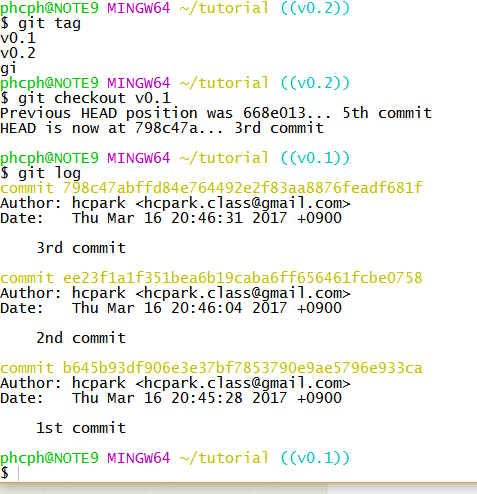 phcph@NOTE9 MINGW64 ~/tutorial ((v0.2))
$ git tag
v0.1
v0.2
gi
phcph@NOTE9 MINGW64 ~/tutorial ((v0.2))
$ git checkout v0.1
Previous HEAD position was 668e013... 5th commit
HEAD is now at 798c47a... 3rd commit
phcph@NOTE9 MINGW64 ~/tutorial ((v0.1))
$ git log
commit 798c47abffd84e764492e2f83aa8876feadf681f
Author: hcpark <hcpark.class@gmail.com>
Date:   Thu Mar 16 20:46:31 2017 +0900
3rd commit
commit ee23f1a1f351bea6b19caba6ff656461fcbe0758
Author: hcpark <hcpark.class@gmail.com>
Date:   Thu Mar 16 20:46:04 2017 +0900
2nd commit
commit b645b93df906e3e37bf7853790e9ae5796e933ca
Author: hcpark <hcpark.class@gmail.com>
Date:   Thu Mar 16 20:45:28 2017 +0900
1st commit
phcph@NOTE9 MINGW64 ~/tutorial ((v0.1))
$